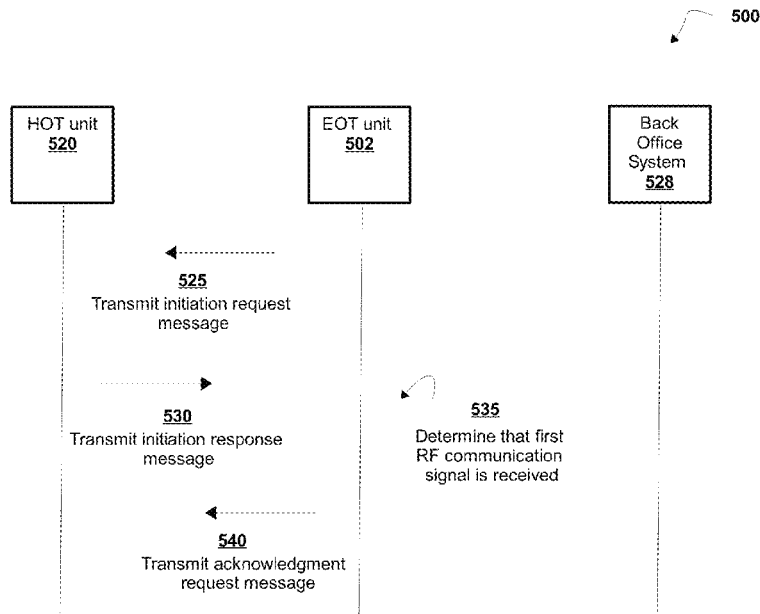 500
HOT unit
520
EOT unit
502
Back
Office
System
528
525
Transmit initiation request
message
530
Transmit initiation response
message
535
Determine that first
RF communication
signal is received
540
Transmit acknowledgment
request message